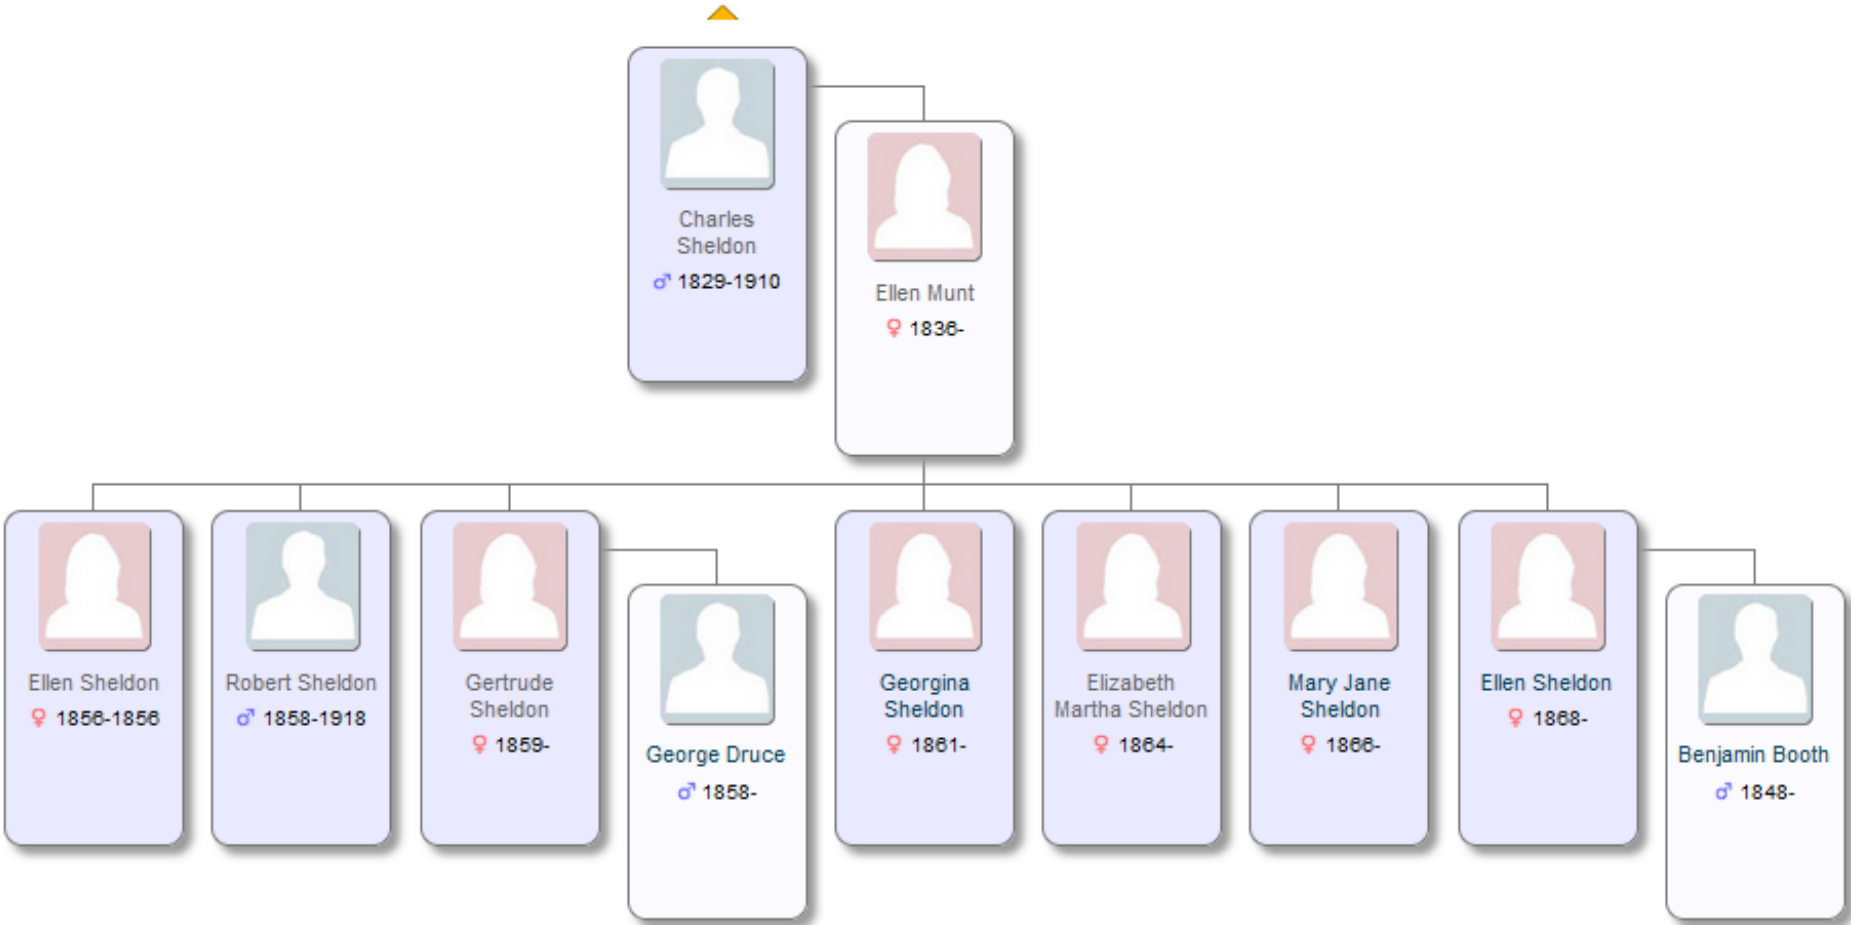 Charles
Sheldon
♂ 1829-1910
Ellen Munt
♀ 1836-
Ellen Sheldon
♀ 1856-1856
Robert Sheldon
♂ 1858-1918
Gertrude
Sheldon
♀ 1859-
George Druce
♂ 1858-
Georgina
Sheldon
♀ 1861-
Elizabeth
Martha Sheldon
♀ 1864-
Mary Jane
Sheldon
♀ 1866-
Ellen Sheldon
♀ 1868-
Benjamin Booth
♂ 1848-